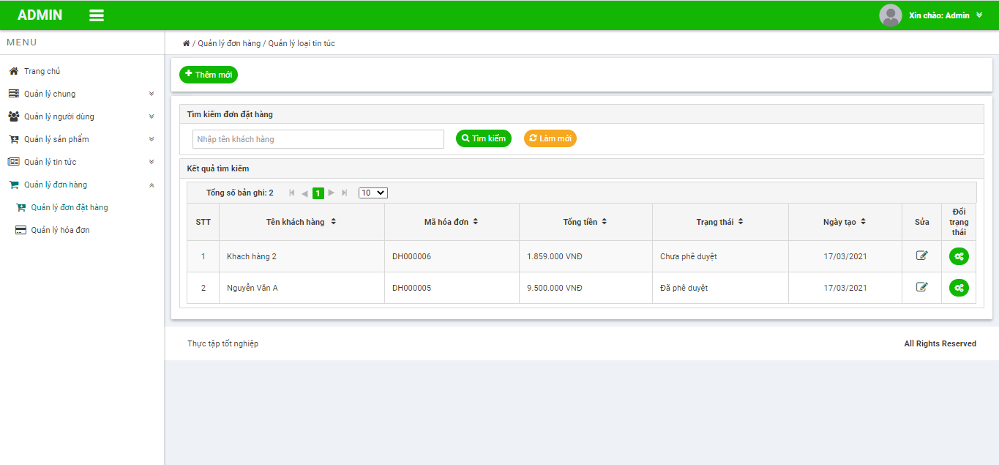 ADMIN
Xin chào: Admin
MENU
/ Quản lý đơn hàng / Quản lý loại tin túc
Trang chủ
Quản lý chung
Quản lý người dùng
Quản lý sản phẩm
Quản lý tin tức
Quản lý đơn hàng
Quản lý đơn đặt hàng
Quản lý hóa đơn
Thêm mới
Tìm kiếm đơn đặt hàng
Nhập tên khách hàng
Tìm kiếm
Làm mới
Kết quả tìm kiếm
Tổng số bản ghi: 2 1 10
STT Tên khách hàng Mã hóa đơn Tổng tiền Trạng thái Ngày tạo Sửa Đổi trạng thái
1 Khach hàng 2 DH000006 1.859.000 VNĐ Chưa phê duyệt 17/03/2021
2 Nguyễn Văn A DH000005 9.500.000 VNĐ Đã phê duyệt 17/03/2021
Thực tập tốt nghiệp
All Rights Reserved